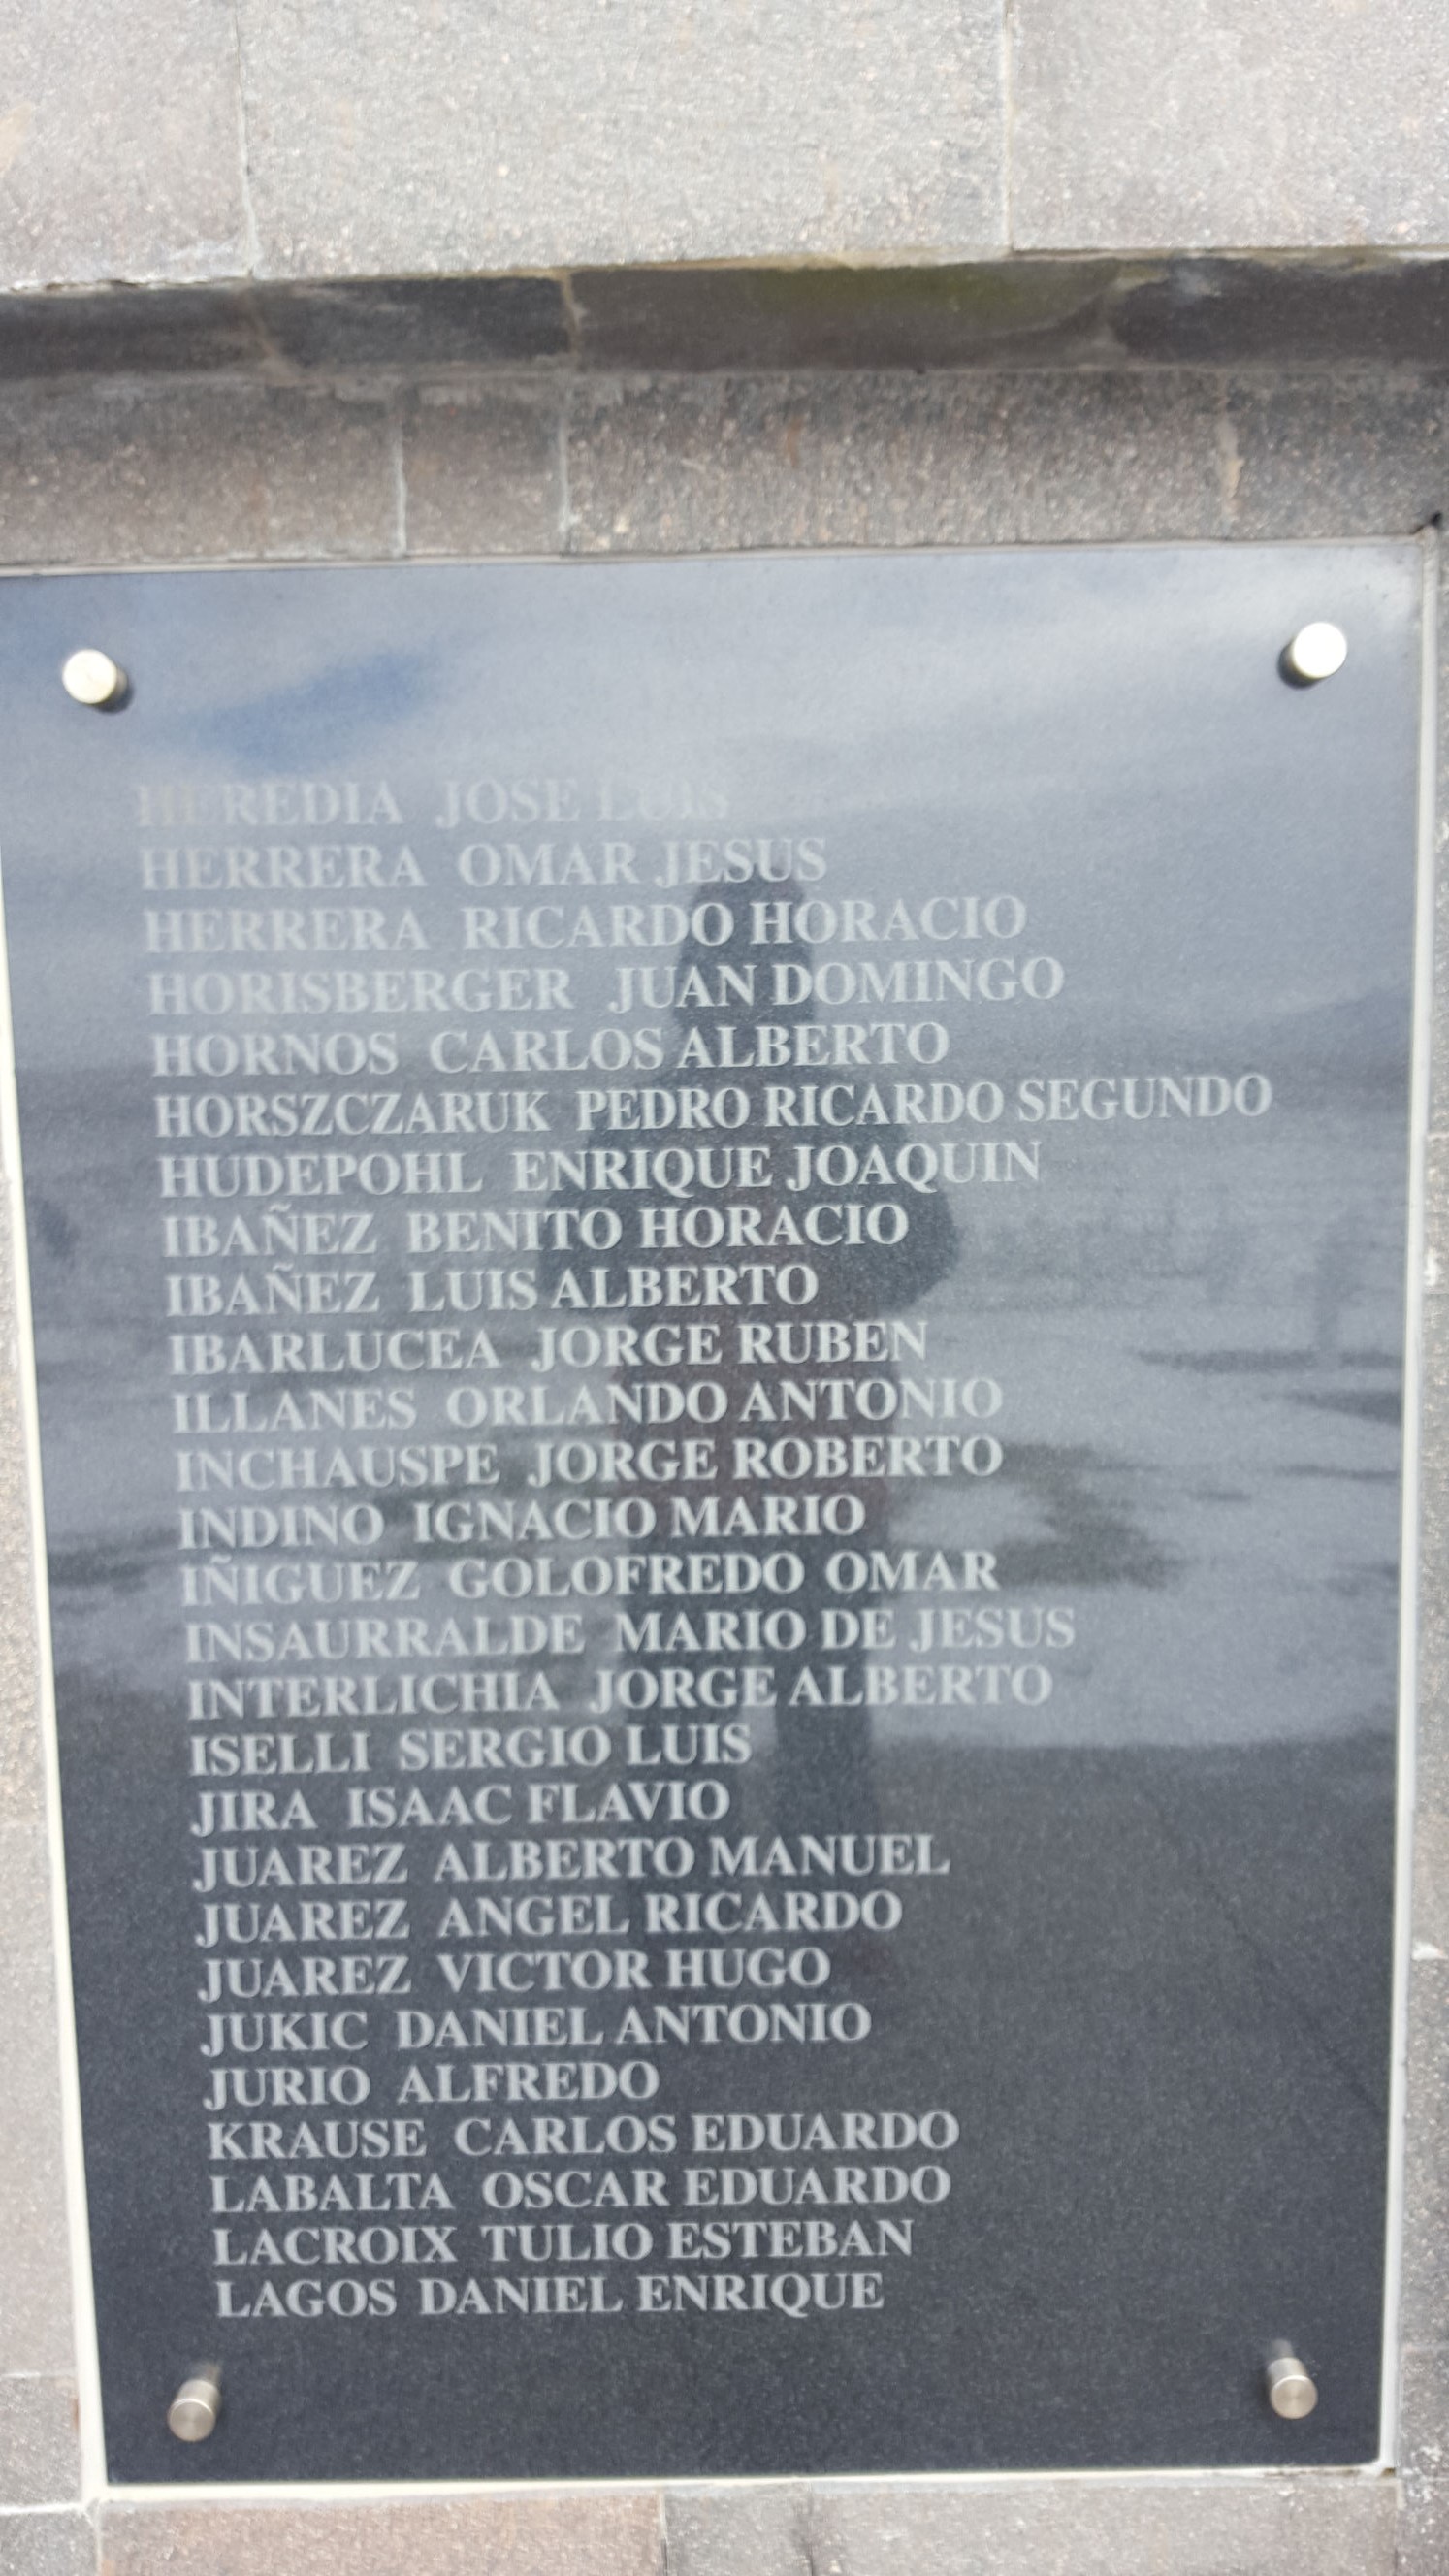 HEREDIA JOSE LUIS
HERRERA OMAR JESUS
HERRERA RICARDO HORACIO
HORISBERGER JUAN DOMINGO
HORNOS CARLOS ALBERTO
HORSZCZARUK PEDRO RICARDO SEGUNDO
HUDEPOHL ENRIQUE JOAQUIN
IBAÑEZ BENITO HORACIO
IBAÑEZ LUIS ALBERTO
IBARLUCEA JORGE RUBEN
ILLANES ORLANDO ANTONIO
INCHAUSPE JORGE ROBERTO
INDINO IGNACIO MARIO
IÑIGUEZ GOLOFREDO OMAR
INSAURRALDE MARIO DE JESUS
INTERLICHIA JORGE ALBERTO
ISELLI SERGIO LUIS
JIRA ISAAC FLAVIO
JUAREZ ALBERTO MANUEL
JUAREZ ANGEL RICARDO
JUAREZ VICTOR HUGO
JUKIC DANIEL ANTONIO
JURIO ALFREDO
KRAUSE CARLOS EDUARDO
LABALTA OSCAR EDUARDO
LACROIX TULIO ESTEBAN
LAGOS DANIEL ENRIQUE